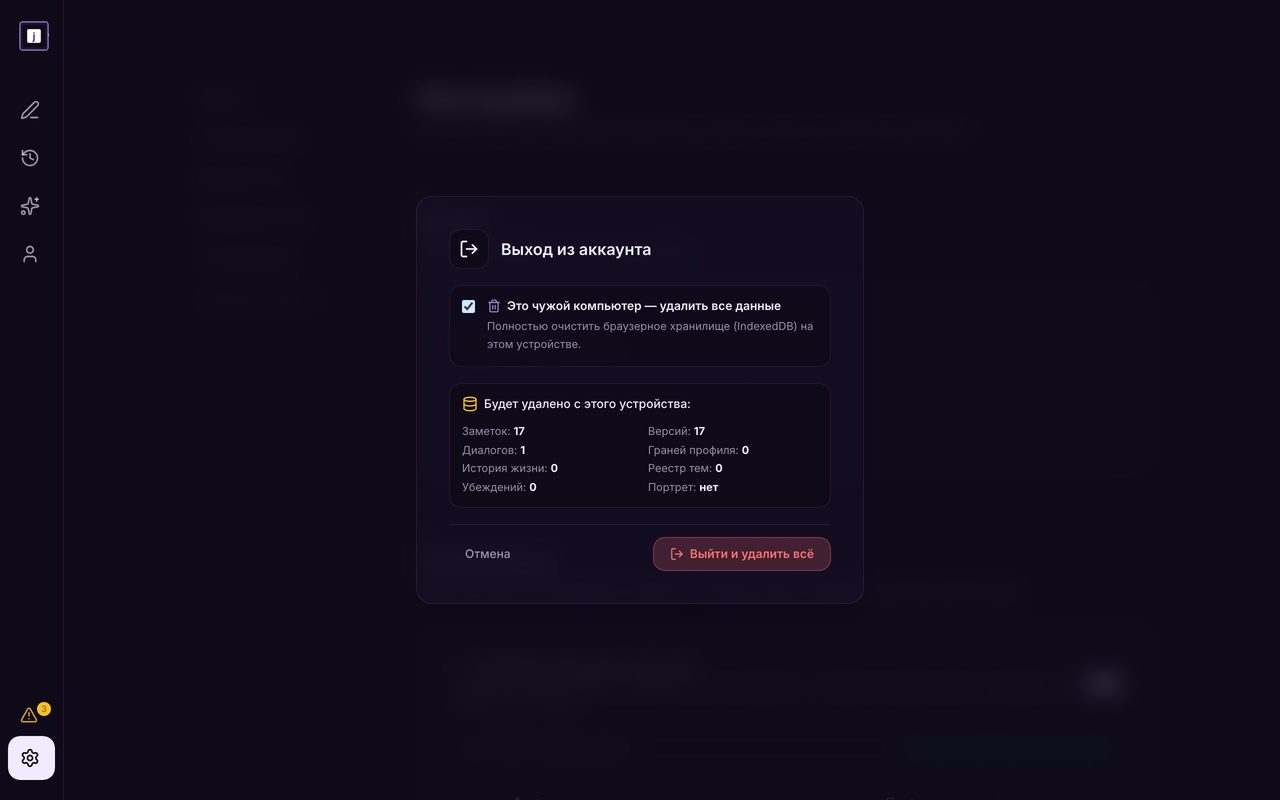 j
Выход из аккаунта
Это чужой компьютер — удалить все данные
Полностью очистить браузерное хранилище (IndexedDB) на
этом устройстве.
Будет удалено с этого устройства:
Заметок: 17
Версий: 17
Диалогов: 1
Граней профиля: 0
История жизни: 0
Реестр тем: 0
Убеждений: 0
Портрет: нет
Отмена
Выйти и удалить всё
3